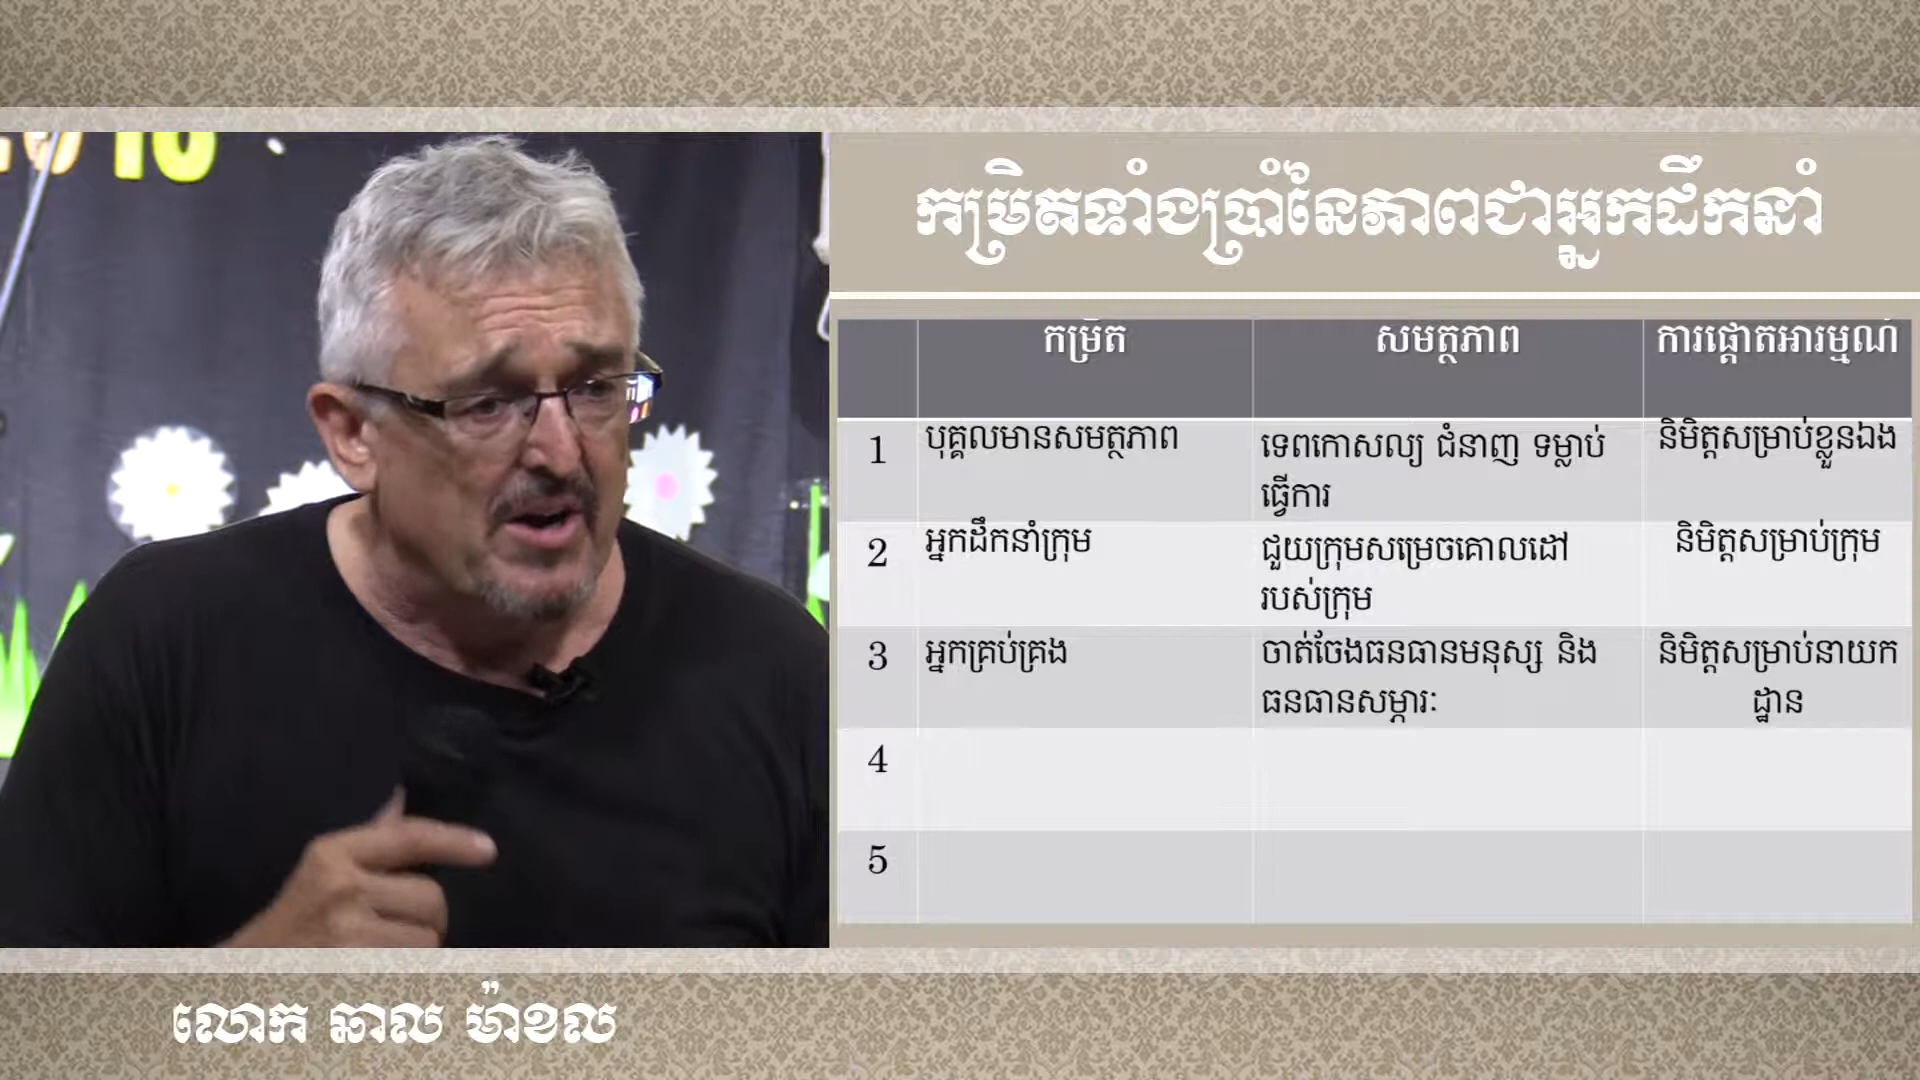 កម្រិតទាំងប្រាំនៃភាពជាអ្នកដឹកនាំ
កម្រិត សមត្ថភាព ការផ្ដោតអារម្មណ៍
1 បុគ្គលមានសមត្ថភាព ទេពកោសល្យ ជំនាញ ទម្លាប់ និមិត្តសម្រាប់ខ្លួនឯង
ធ្វើការ
2 អ្នកដឹកនាំក្រុម ជួយក្រុមសម្រេចគោលដៅ និមិត្តសម្រាប់ក្រុម
របស់ក្រុម
3 អ្នកគ្រប់គ្រង ចាត់ចែងធនធានមនុស្ស និង និមិត្តសម្រាប់នាយក
ធនធានសម្ភារៈ ដ្ឋាន
4
5
លោក ឆាល ម៉ាខល